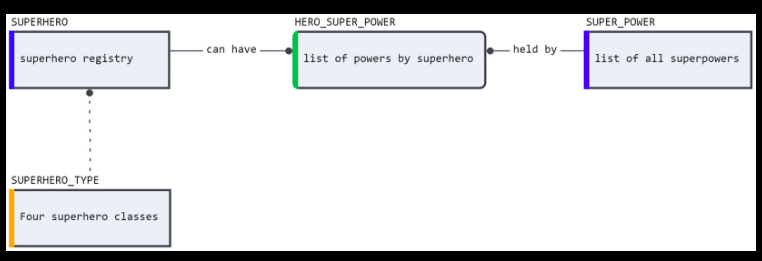 SUPERHERO
HERO_SUPER_POWER
SUPER_POWER
superhero registry
can have
list of powers by superhero
held by
list of all superpowers
SUPERHERO_TYPE
Four superhero classes